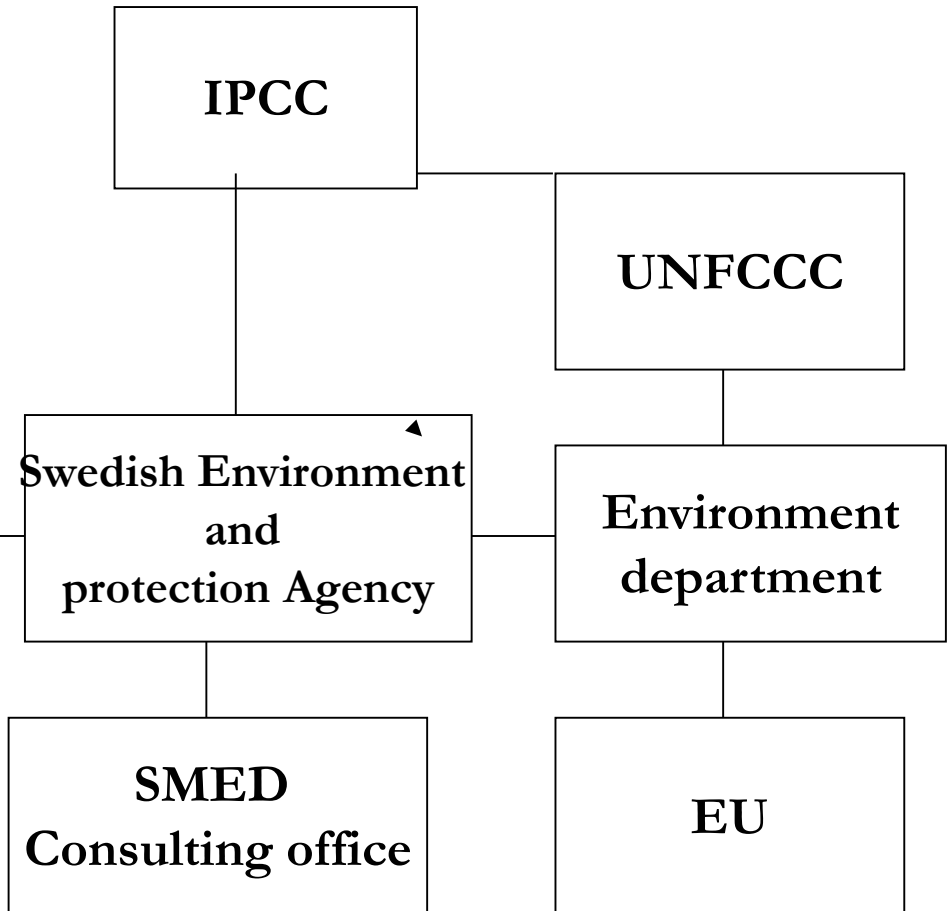 IPCC
UNFCCC
Swedish Environment
and
protection Agency
Environment
department
SMED
Consulting office
EU